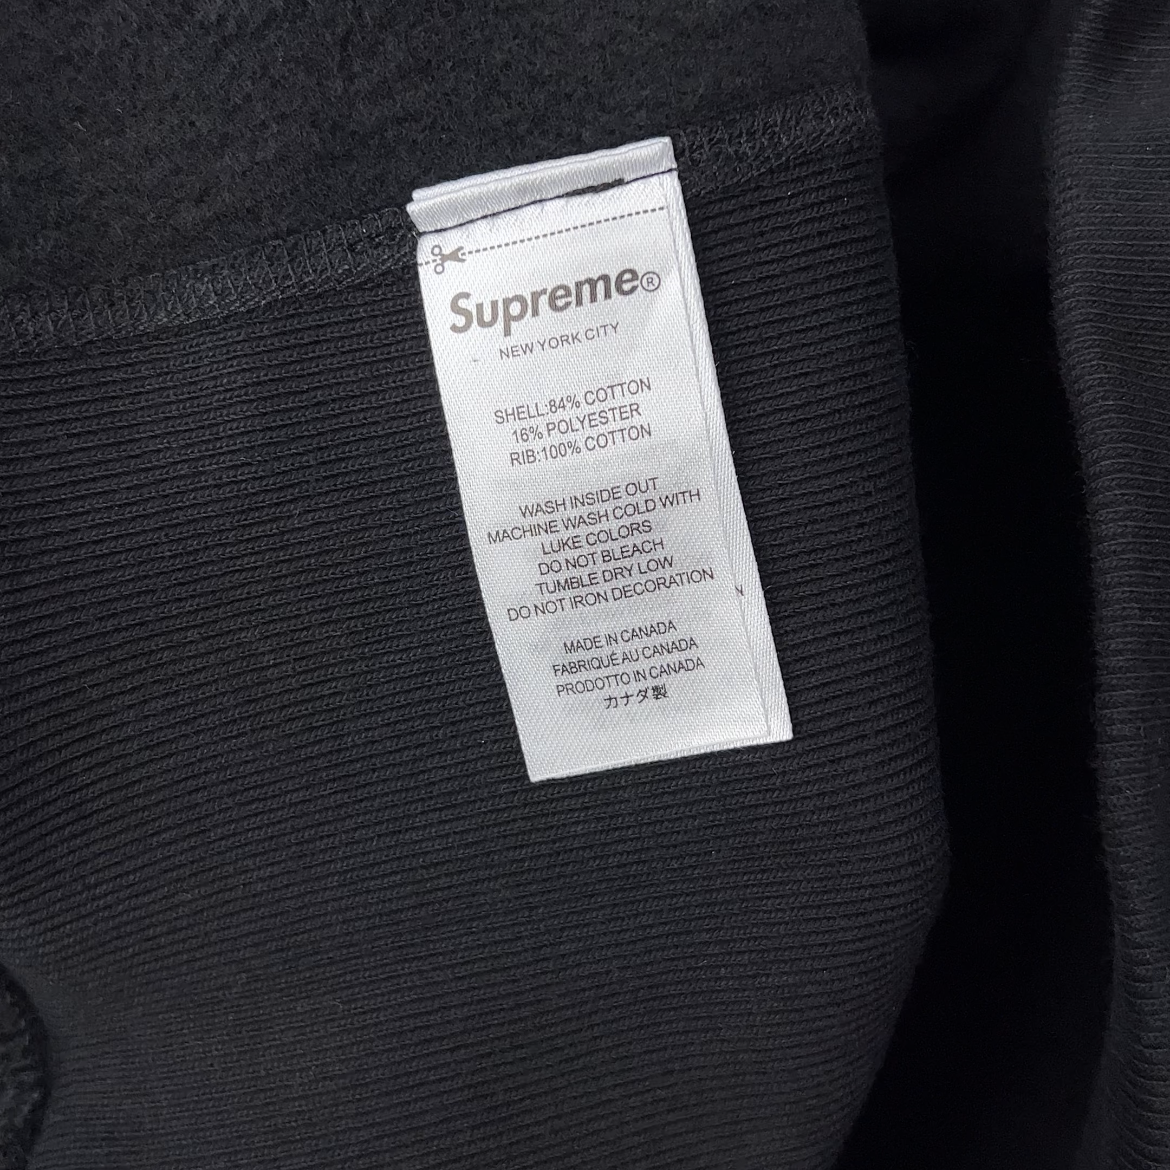 Supreme®
NEW YORK CITY
SHELL:84% COTTON
16% POLYESTER
RIB:100% COTTON
WASH INSIDE OUT
MACHINE WASH COLD WITH
LUKE COLORS
DO NOT BLEACH
TUMBLE DRY LOW
DO NOT IRON DECORATION
MADE IN CANADA
FABRIQUÉ AU CANADA
PRODOTTO IN CANADA
カナダ製